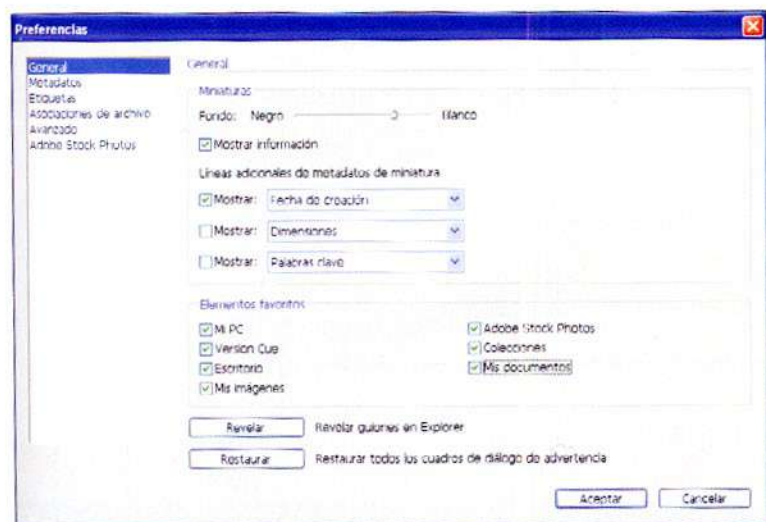 Preferencias
General
Metadatos
Etiquetas
Asociaciones de archivo
Avanzado
Adobe Stock Photos
General
Miniaturas
Fondo: Negro Blanco
Mostrar información
Líneas adicionales de metadatos de miniatura
Mostrar: Fecha de creación
Mostrar: Dimensiones
Mostrar: Palabras clave
Elementos favoritos
Mi PC
Version Cue
Escritorio
Mis imágenes
Adobe Stock Photos
Colecciones
Mis documentos
Revelar Revelar guiones en Explorer
Restaurar Restaurar todos los cuadros de diálogo de advertencia
Aceptar Cancelar